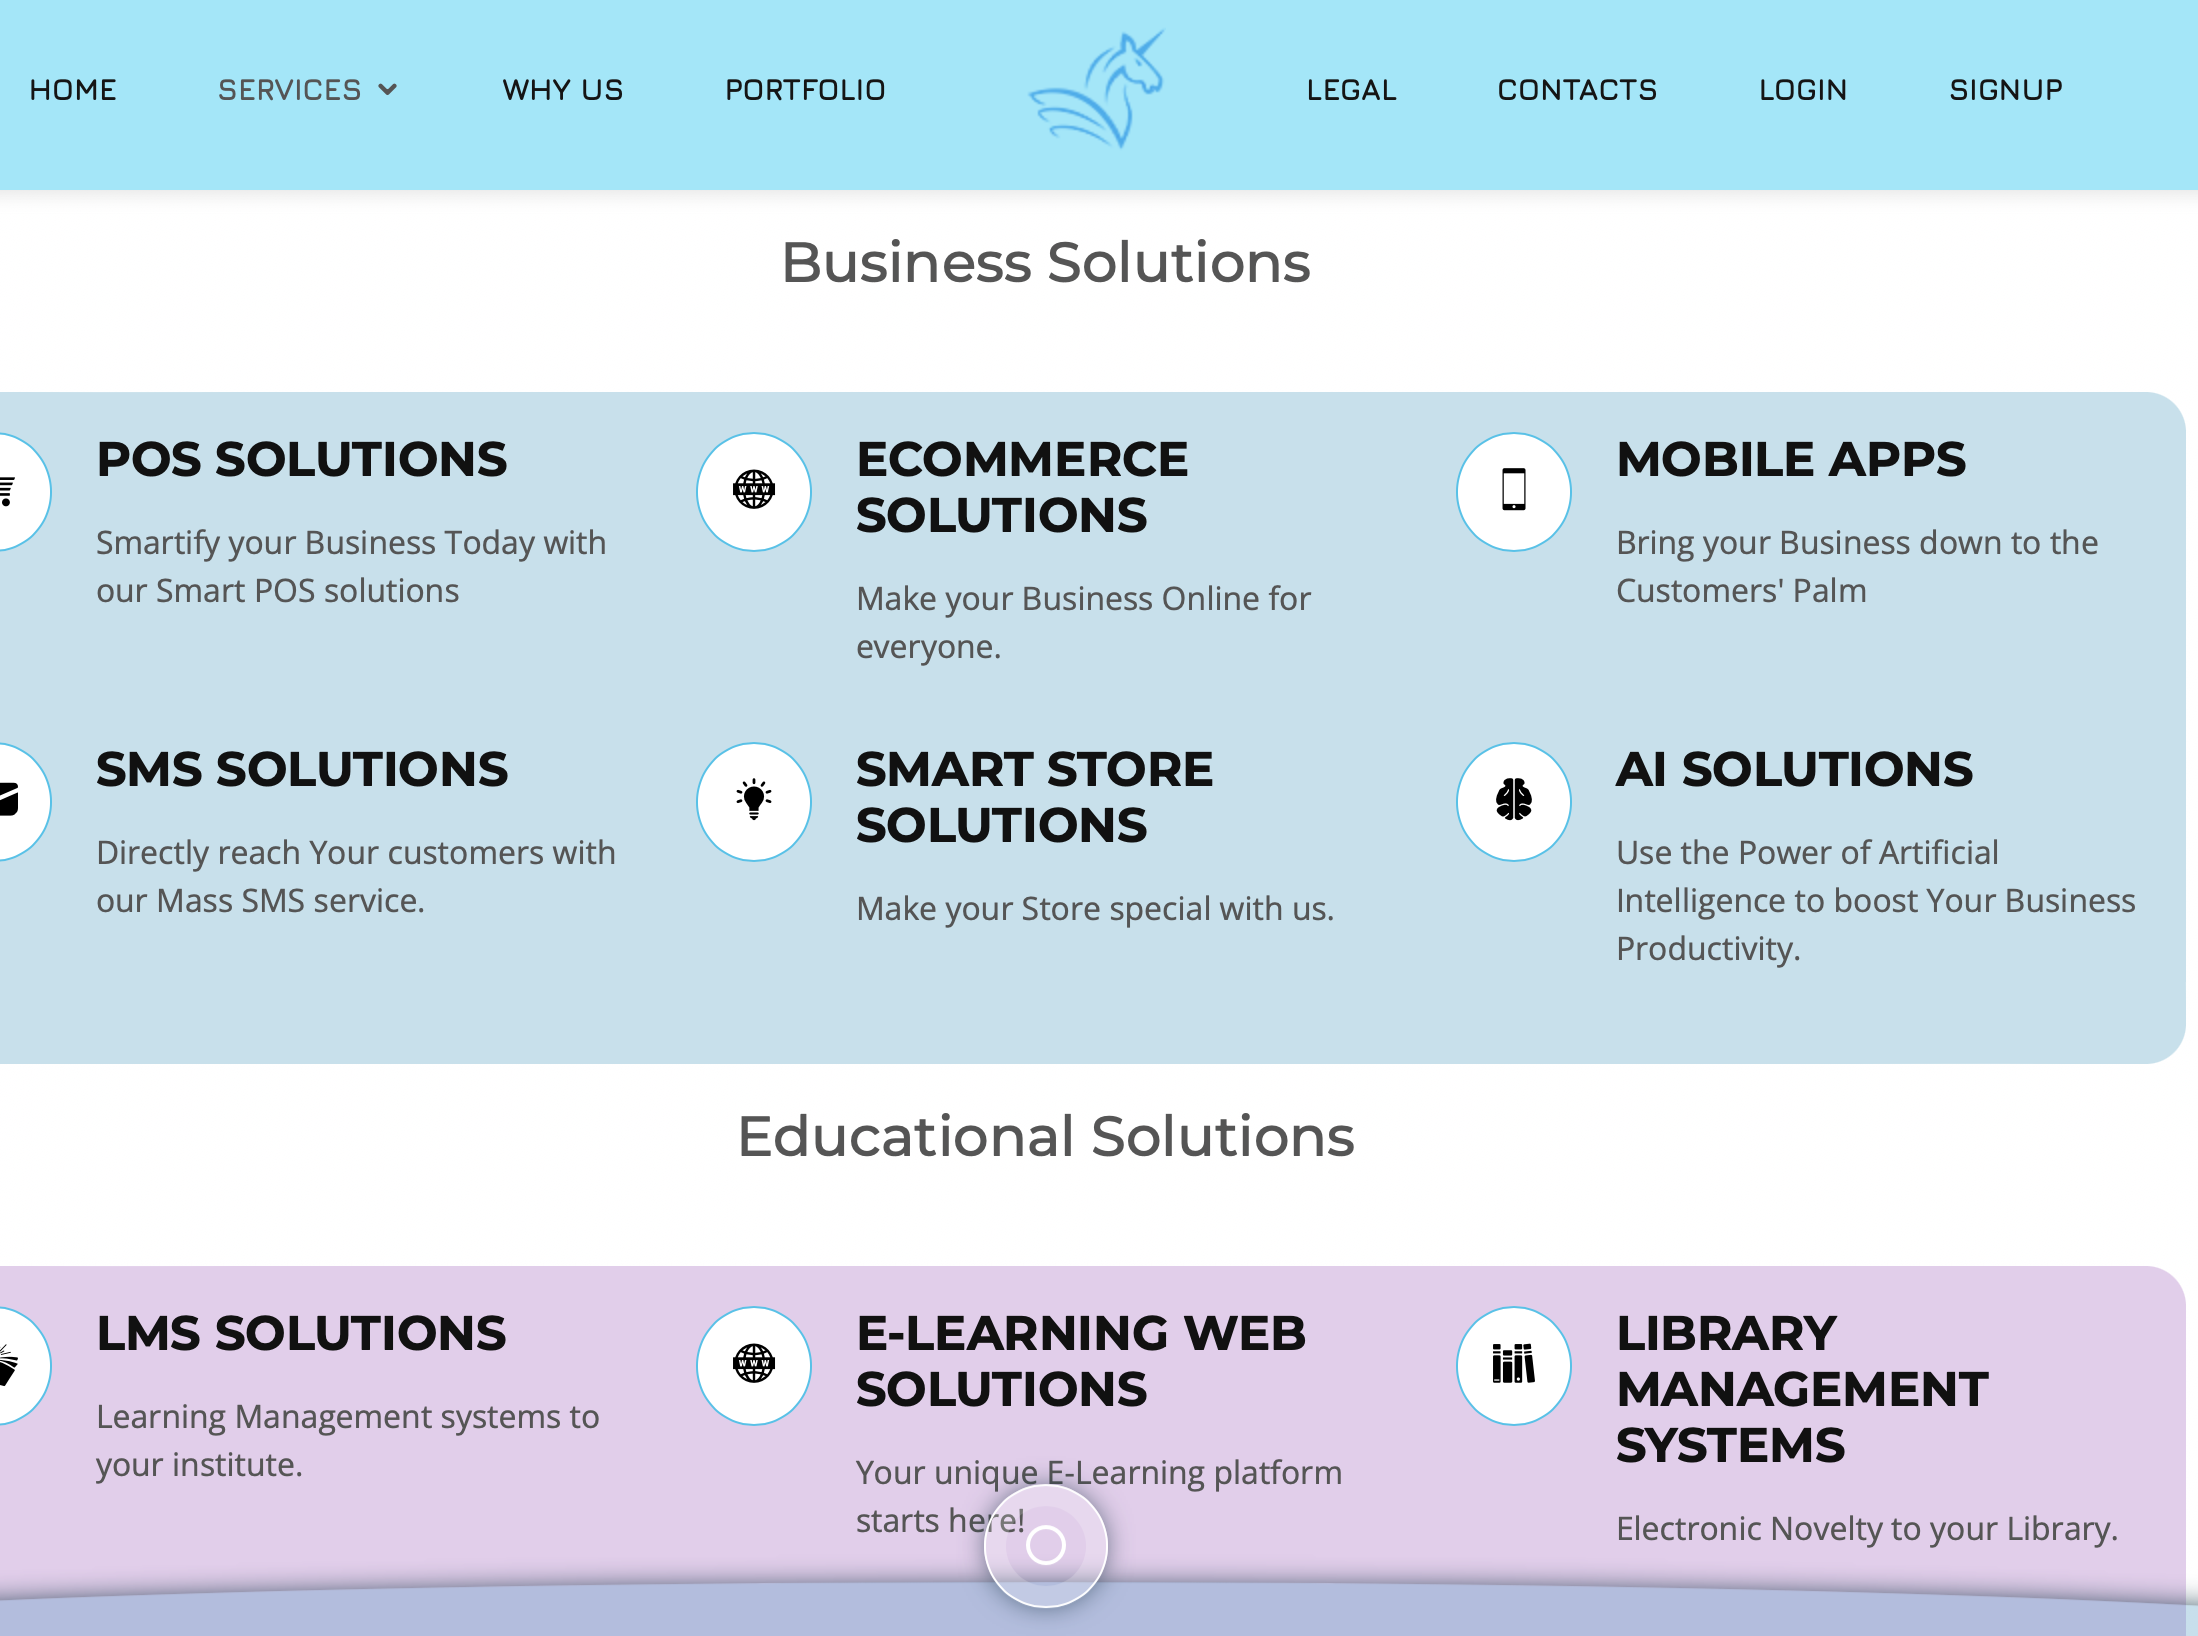 HOME SERVICES WHY US PORTFOLIO LEGAL CONTACTS LOGIN SIGNUP
Business Solutions
POS SOLUTIONS
Smartify your Business Today with
our Smart POS solutions
WWW
ECOMMERCE
SOLUTIONS
Make your Business Online for
everyone.
MOBILE APPS
Bring your Business down to the
Customers' Palm
SMS SOLUTIONS
Directly reach Your customers with
our Mass SMS service.
SMART STORE
SOLUTIONS
Make your Store special with us.
AI SOLUTIONS
Use the Power of Artificial
Intelligence to boost Your Business
Productivity.
Educational Solutions
LMS SOLUTIONS
Learning Management systems to
your institute.
WWW
E-LEARNING WEB
SOLUTIONS
Your unique E-Learning platform
starts here!
LIBRARY
MANAGEMENT
SYSTEMS
Electronic Novelty to your Library.